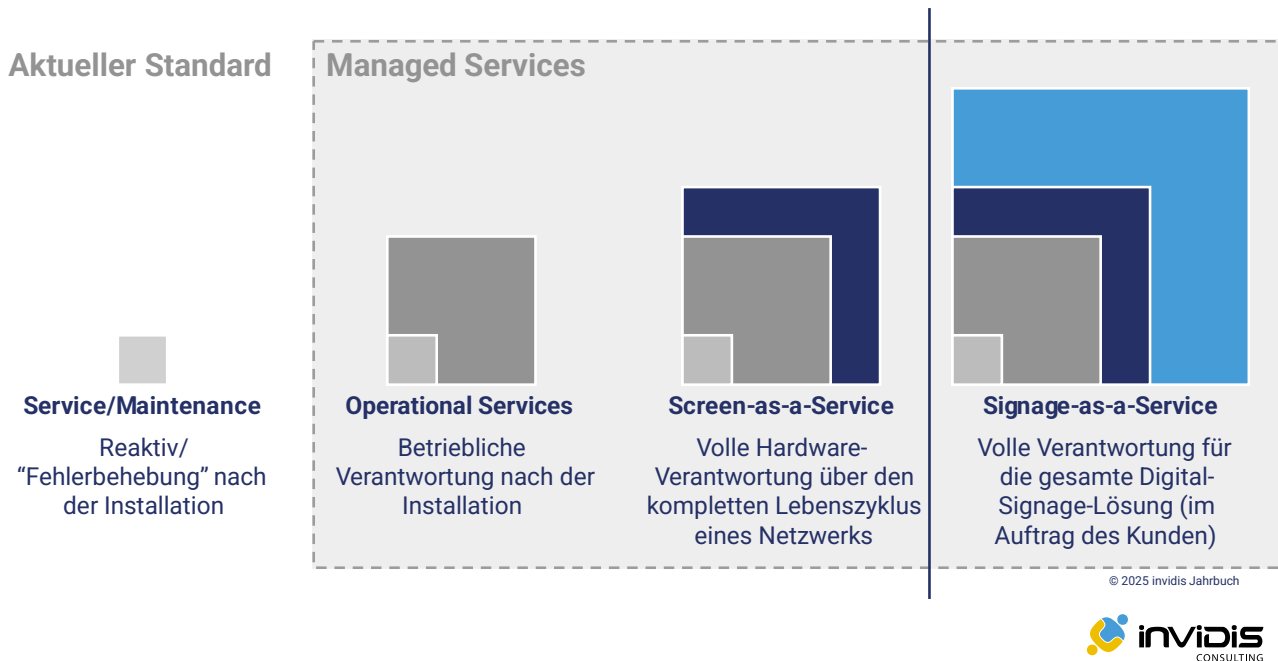 Aktueller Standard
Managed Services
Service/Maintenance
Reaktiv/
“Fehlerbehebung” nach
der Installation
Operational Services
Betriebliche
Verantwortung nach der
Installation
Screen-as-a-Service
Volle Hardware-
Verantwortung über den
kompletten Lebenszyklus
eines Netzwerks
Signage-as-a-Service
Volle Verantwortung für
die gesamte Digital-
Signage-Lösung (im
Auftrag des Kunden)
© 2025 invidis Jahrbuch
invidis
CONSULTING